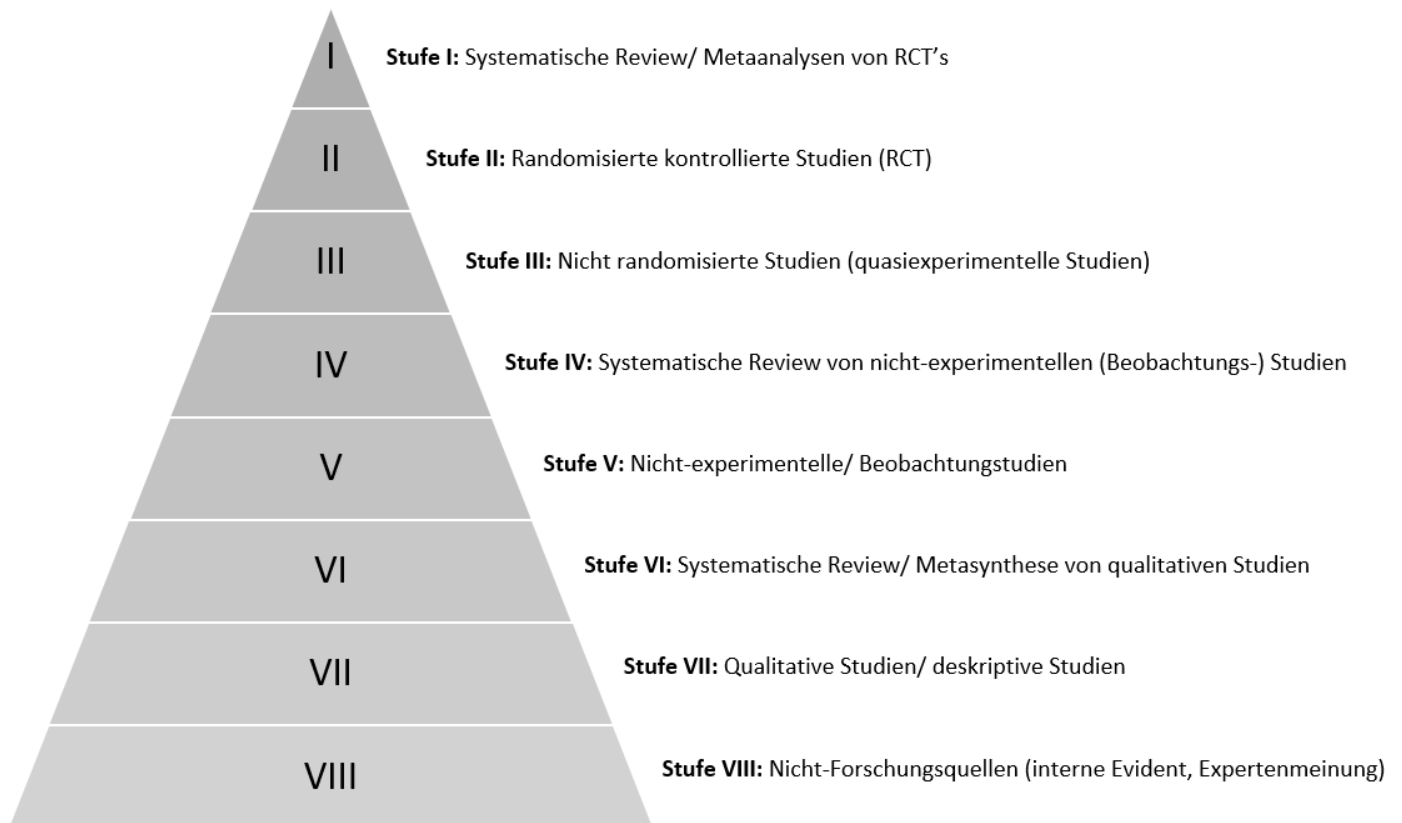 I
Stufe I: Systematische Review/ Metaanalysen von RCT’s
II
Stufe II: Randomisierte kontrollierte Studien (RCT)
III
Stufe III: Nicht randomisierte Studien (quasiexperimentelle Studien)
IV
Stufe IV: Systematische Review von nicht-experimentellen (Beobachtungs-) Studien
V
Stufe V: Nicht-experimentelle/ Beobachtungstudien
VI
Stufe VI: Systematische Review/ Metasynthese von qualitativen Studien
VII
Stufe VII: Qualitative Studien/ deskriptive Studien
VIII
Stufe VIII: Nicht-Forschungsquellen (interne Evident, Expertenmeinung)